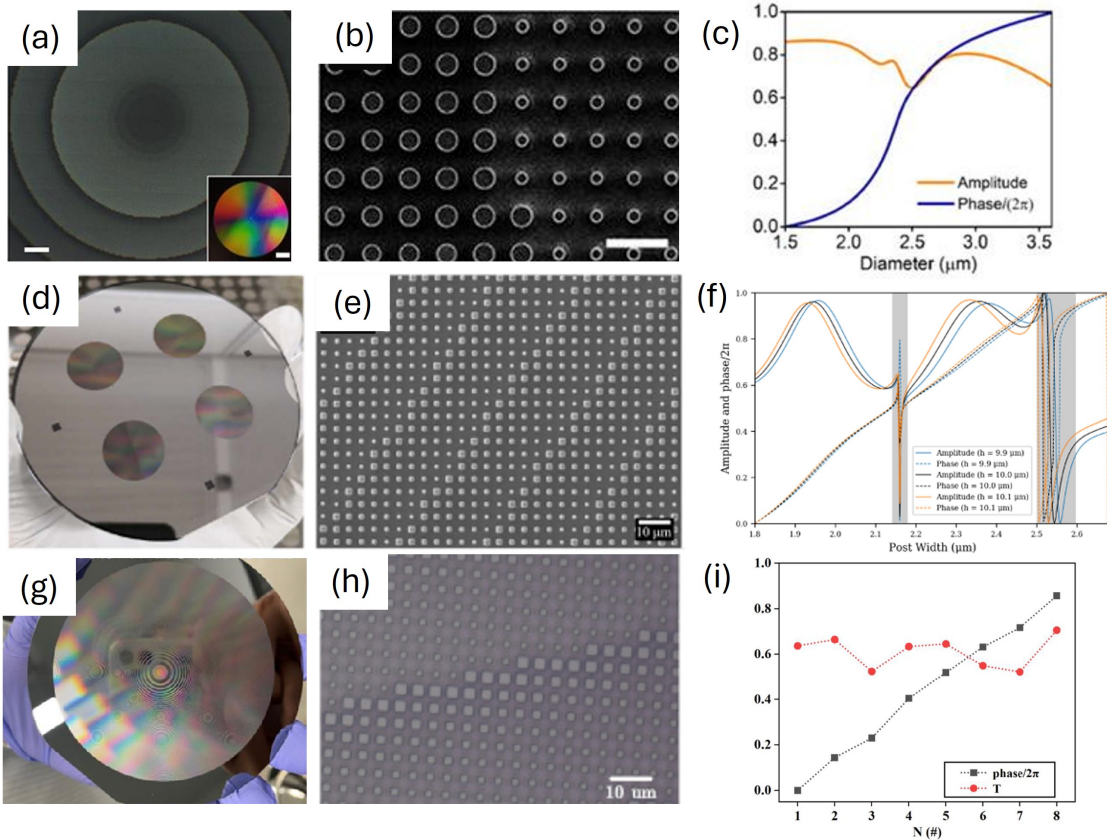 (a)
(b)
(c)
1.0
0.8
0.6
0.4
0.2
0.0
Amplitude
Phase/(2π)
1.5 2.0 2.5 3.0 3.5
Diameter (μm)
(d)
(e)
10 μm
(f)
Amplitude and phase/2π
1.0
0.8
0.6
0.4
0.2
0.0
Amplitude (h = 9.9 μm)
Phase (h = 9.9 μm)
Amplitude (h = 10.0 μm)
Phase (h = 10.0 μm)
Amplitude (h = 10.1 μm)
Phase (h = 10.1 μm)
1.8 1.9 2.0 2.1 2.2 2.3 2.4 2.5 2.6
Post Width (μm)
(g)
(h)
10 um
(i)
1.0
0.8
0.6
0.4
0.2
0.0
phase/2π
T
1 2 3 4 5 6 7 8
N (#)